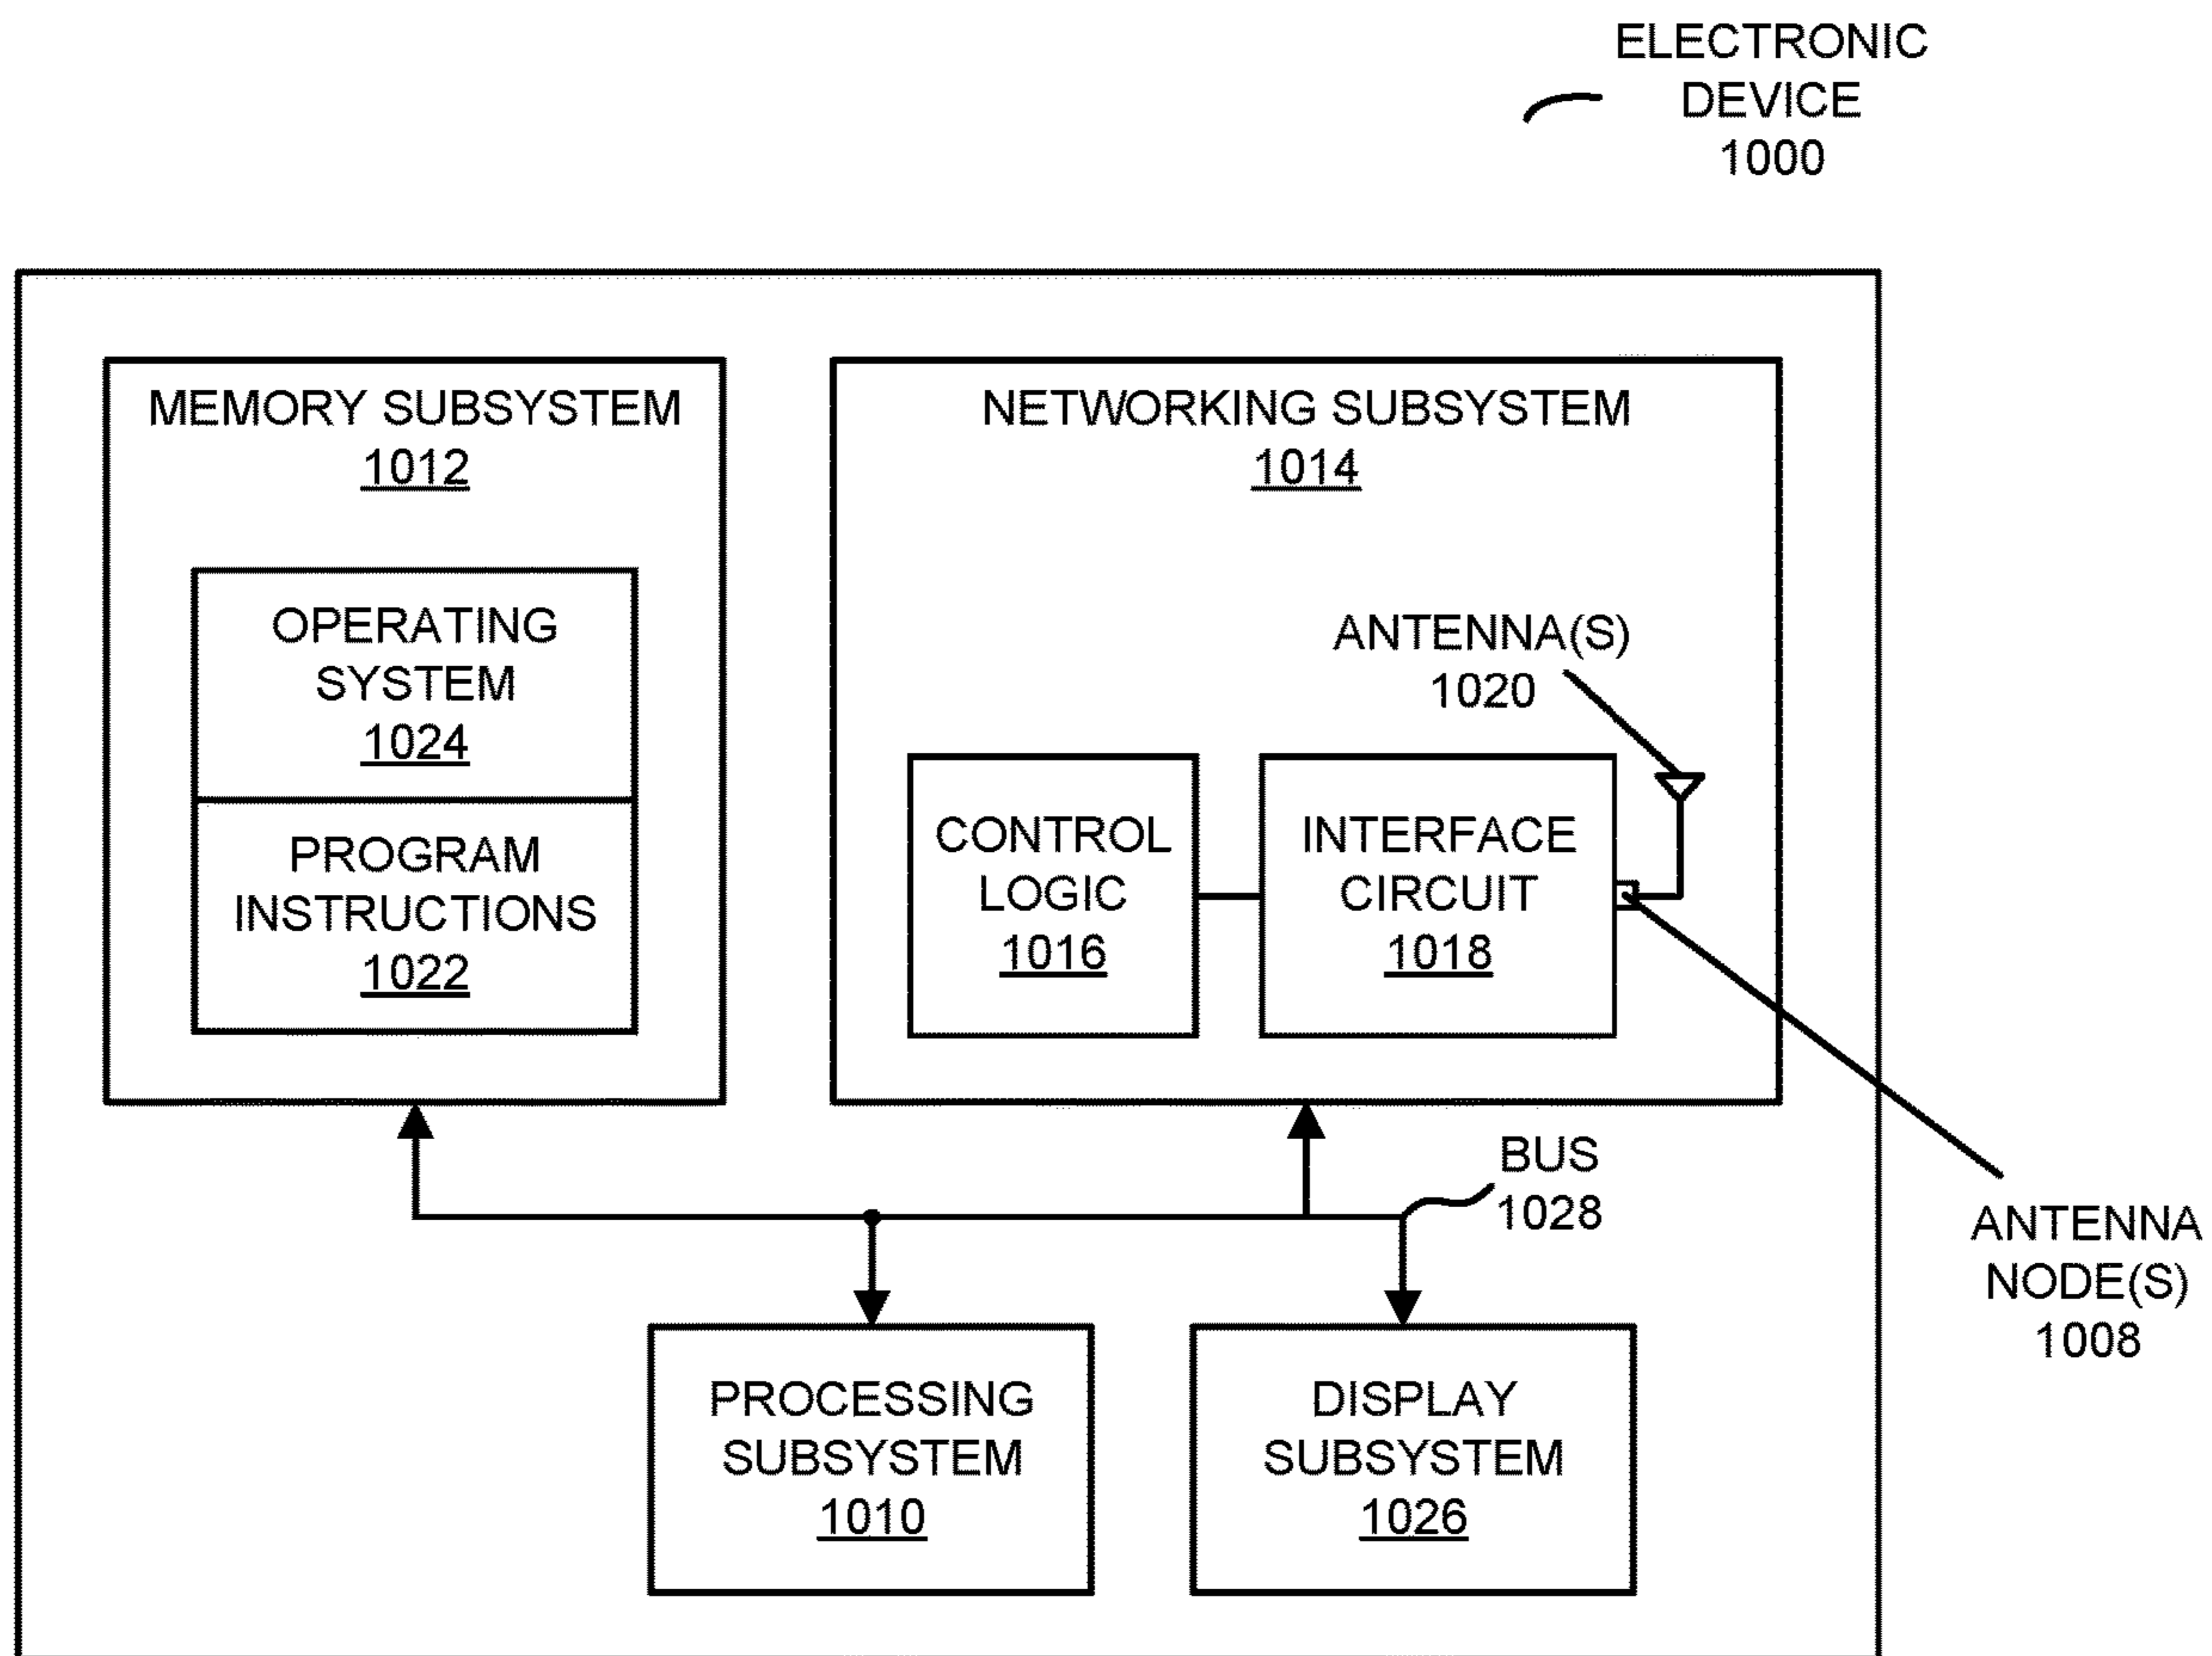 ELECTRONIC
DEVICE
1000
MEMORY SUBSYSTEM
1012
OPERATING
SYSTEM
1024
PROGRAM
INSTRUCTIONS
1022
NETWORKING SUBSYSTEM
1014
ANTENNA(S)
1020
CONTROL
LOGIC
1016
INTERFACE
CIRCUIT
1018
BUS
1028
ANTENNA
NODE(S)
1008
PROCESSING
SUBSYSTEM
1010
DISPLAY
SUBSYSTEM
1026